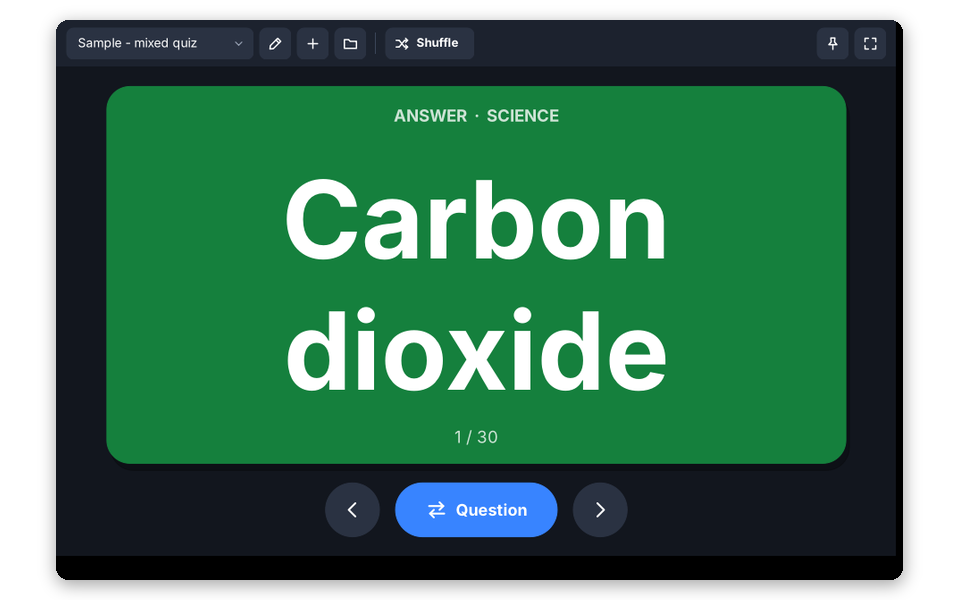 Sample - mixed quiz
Shuffle
ANSWER · SCIENCE
Carbon
dioxide
1 / 30
Question